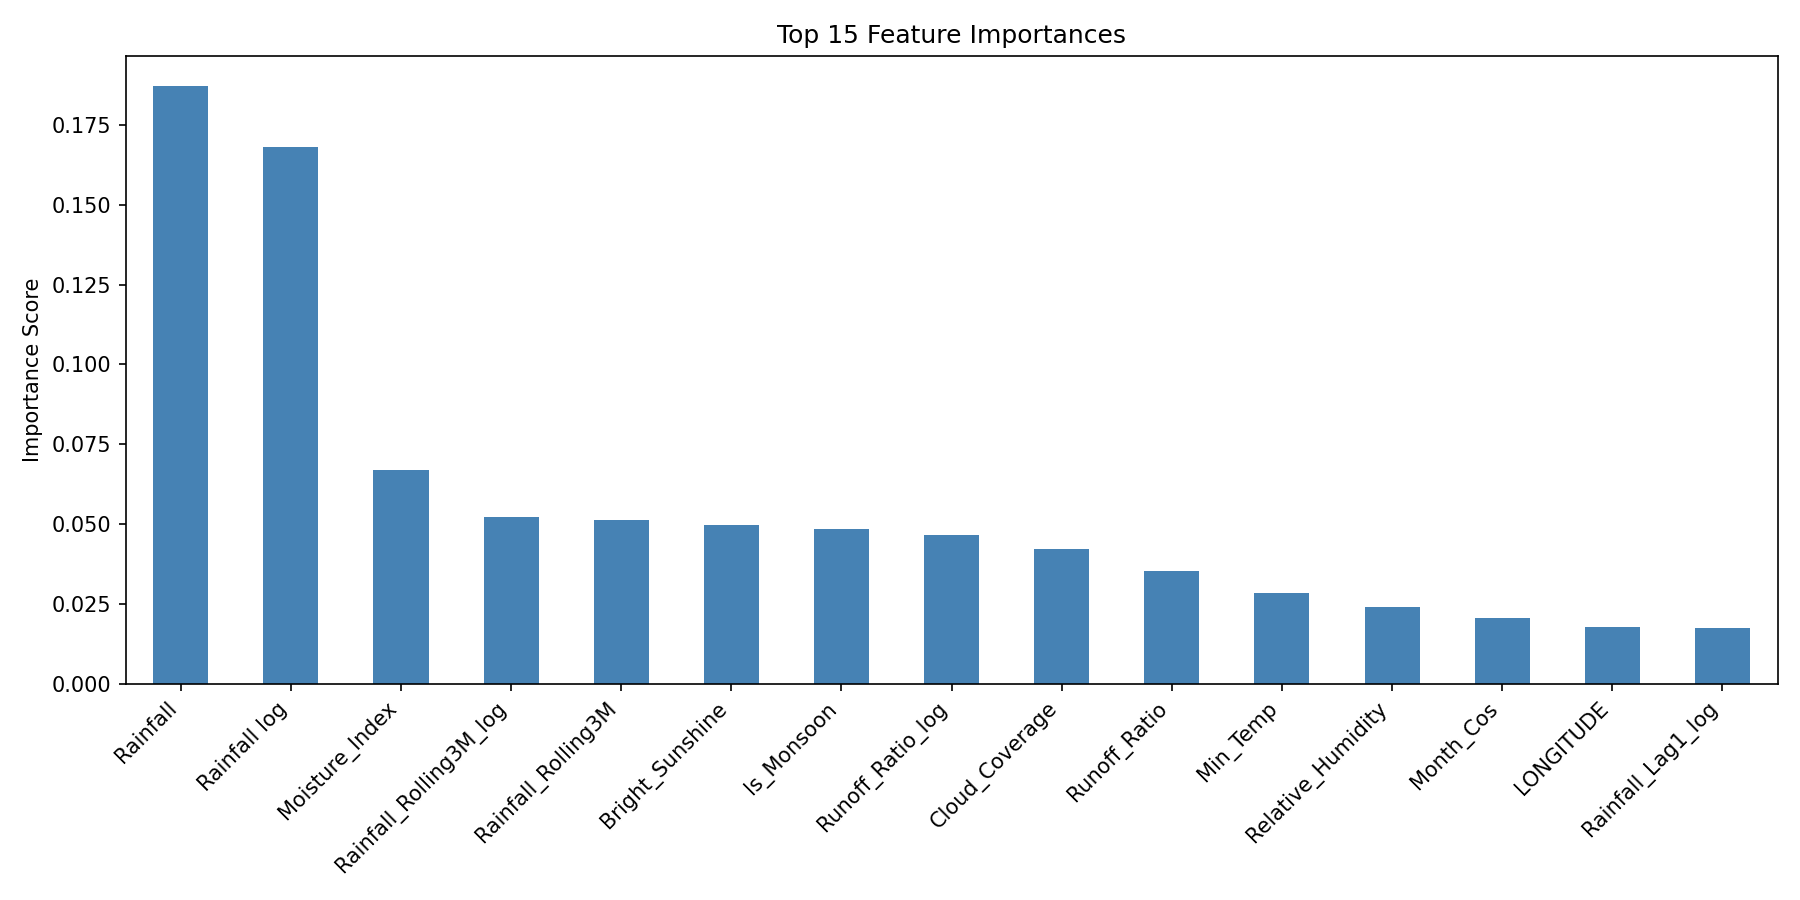 Top 15 Feature Importances
Importance Score
0.175
0.150
0.125
0.100
0.075
0.050
0.025
0.000
Rainfall
Rainfall log
Moisture_Index
Rainfall_Rolling3M_log
Rainfall_Rolling3M
Bright_Sunshine
Is_Monsoon
Runoff_Ratio_log
Cloud_Coverage
Runoff_Ratio
Min_Temp
Relative_Humidity
Month_Cos
LONGITUDE
Rainfall_Lag1_log